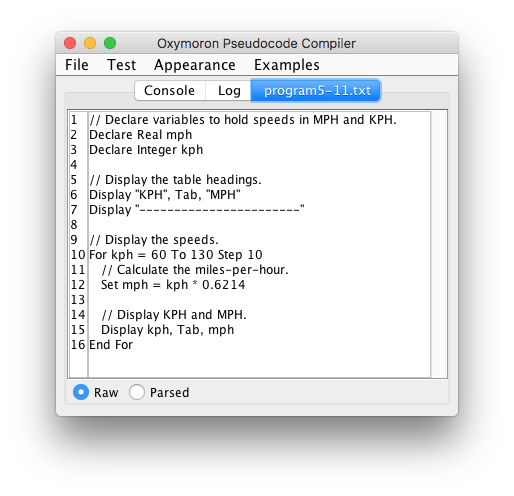 Oxymoron Pseudocode Compiler
File Test Appearance Examples
Console Log program5-11.txt
1 // Declare variables to hold speeds in MPH and KPH.
2 Declare Real mph
3 Declare Integer kph
4
5 // Display the table headings.
6 Display "KPH", Tab, "MPH"
7 Display "-----------------------"
8
9 // Display the speeds.
10 For kph = 60 To 130 Step 10
11 // Calculate the miles-per-hour.
12 Set mph = kph * 0.6214
13
14 // Display KPH and MPH.
15 Display kph, Tab, mph
16 End For
Raw Parsed